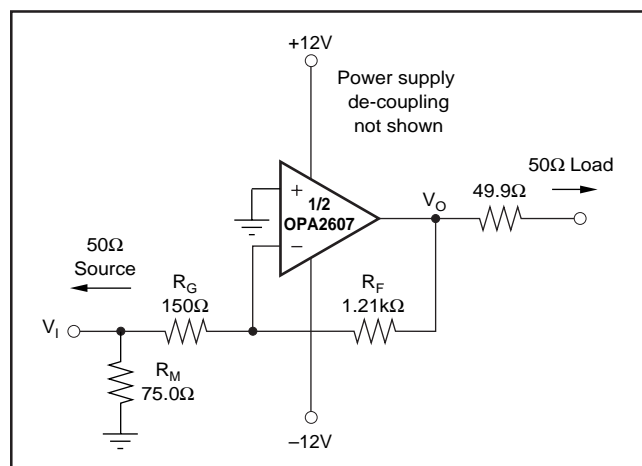 +12V
Power supply
de-coupling
not shown
50Ω Load
49.9Ω
V_O
+
1/2
OPA2607
−
50Ω
Source
R_G
150Ω
R_F
1.21kΩ
V_I
R_M
75.0Ω
−12V